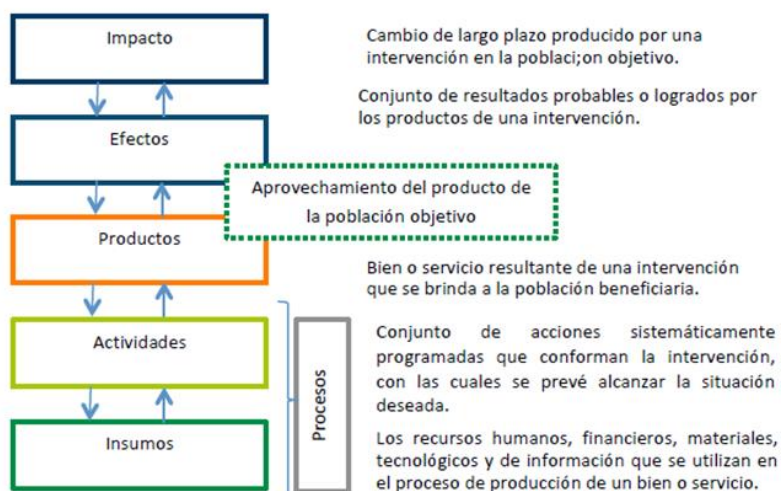 Impacto
Cambio de largo plazo producido por una
intervención en la poblaci;on objetivo.
Conjunto de resultados probables o logrados por
los productos de una intervención.
Efectos
Aprovechamiento del producto de
la población objetivo
Productos
Bien o servicio resultante de una intervención
que se brinda a la población beneficiaria.
Actividades
Conjunto de acciones sistemáticamente
programadas que conforman la intervención,
con las cuales se prevé alcanzar la situación
deseada.
Procesos
Insumos
Los recursos humanos, financieros, materiales,
tecnológicos y de información que se utilizan en
el proceso de producción de un bien o servicio.